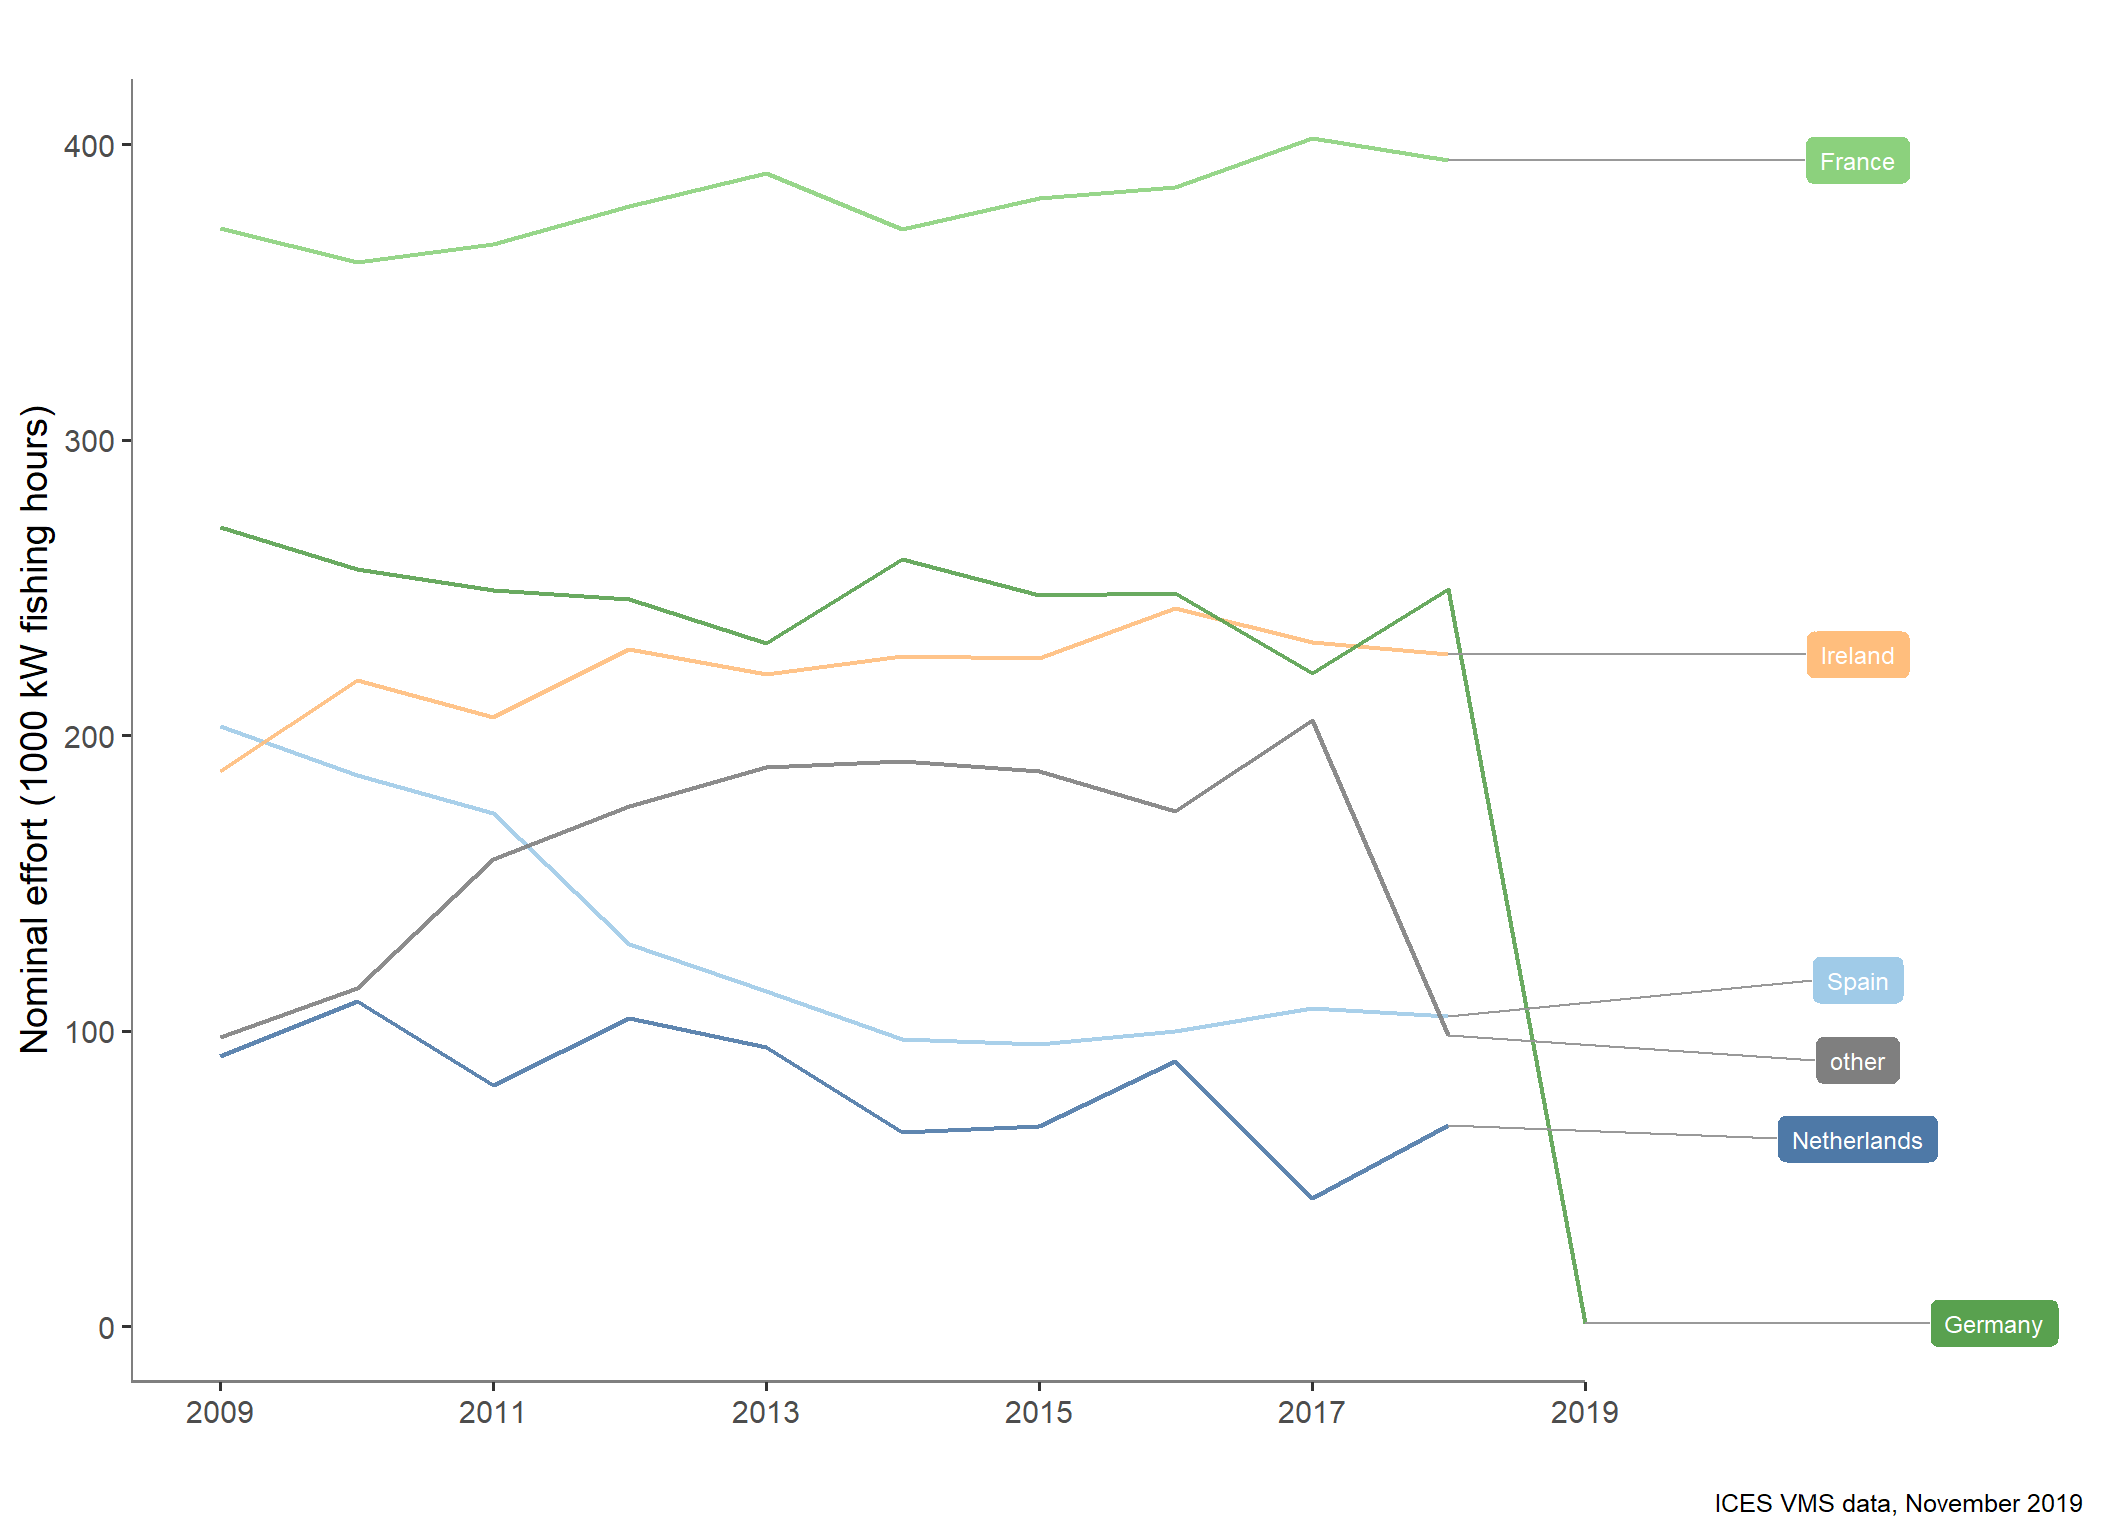 Nominal effort (1000 kW fishing hours)
400
300
200
100
0
2009
2011
2013
2015
2017
2019
France
Ireland
Spain
other
Netherlands
Germany
ICES VMS data, November 2019